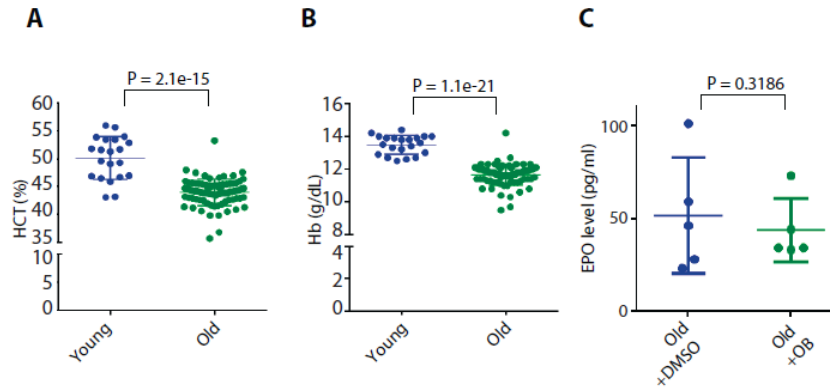 A
P = 2.1e-15
HCT (%)
60
55
50
45
40
35
10
5
0
Young
Old
B
P = 1.1e-21
Hb (g/dL)
16
14
12
10
8
4
2
0
Young
Old
C
P = 0.3186
EPO level (pg/ml)
100
50
0
Old
+DMSO
Old
+OB